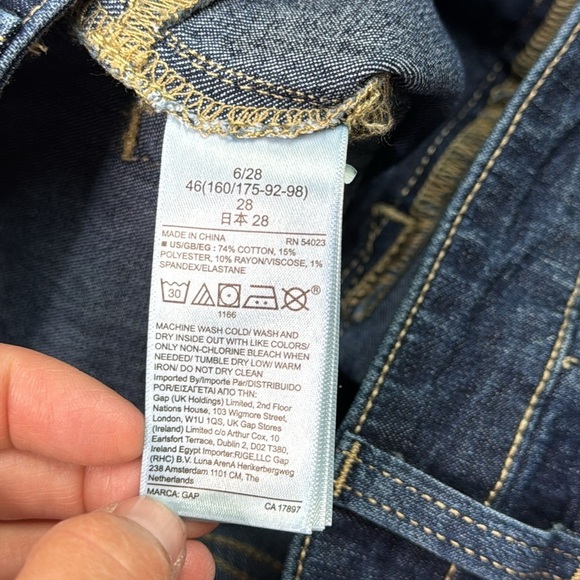 6/28
46(160/175-92-98)
28
日本 28
MADE IN CHINA RN 54023
■ US/GB/EG : 74% COTTON, 15%
POLYESTER, 10% RAYON/VISCOSE, 1%
SPANDEX/ELASTANE
30 ®
1166
MACHINE WASH COLD/ WASH AND
DRY INSIDE OUT WITH LIKE COLORS/
ONLY NON-CHLORINE BLEACH WHEN
NEEDED/ TUMBLE DRY LOW/ WARM
IRON/ DO NOT DRY CLEAN
Imported By/Importe Par/DISTRIBUIDO
POR/ΕΙΣΑΓΕΤΑΙ ΑΠΟ ΤΗΝ:
Gap (UK Holdings) Limited, 2nd Floor
Nations House, 103 Wigmore Street,
London, W1U 1QS, UK Gap Stores
(Ireland) Limited c/o Arthur Cox, 10
Earlsfort Terrace, Dublin 2, D02 T380,
Ireland Egypt Importer:RIGE,LLC Gap
(RHC) B.V. Luna ArenA Herikerbergweg
238 Amsterdam 1101 CM, The
Netherlands
MARCA: GAP CA 17897